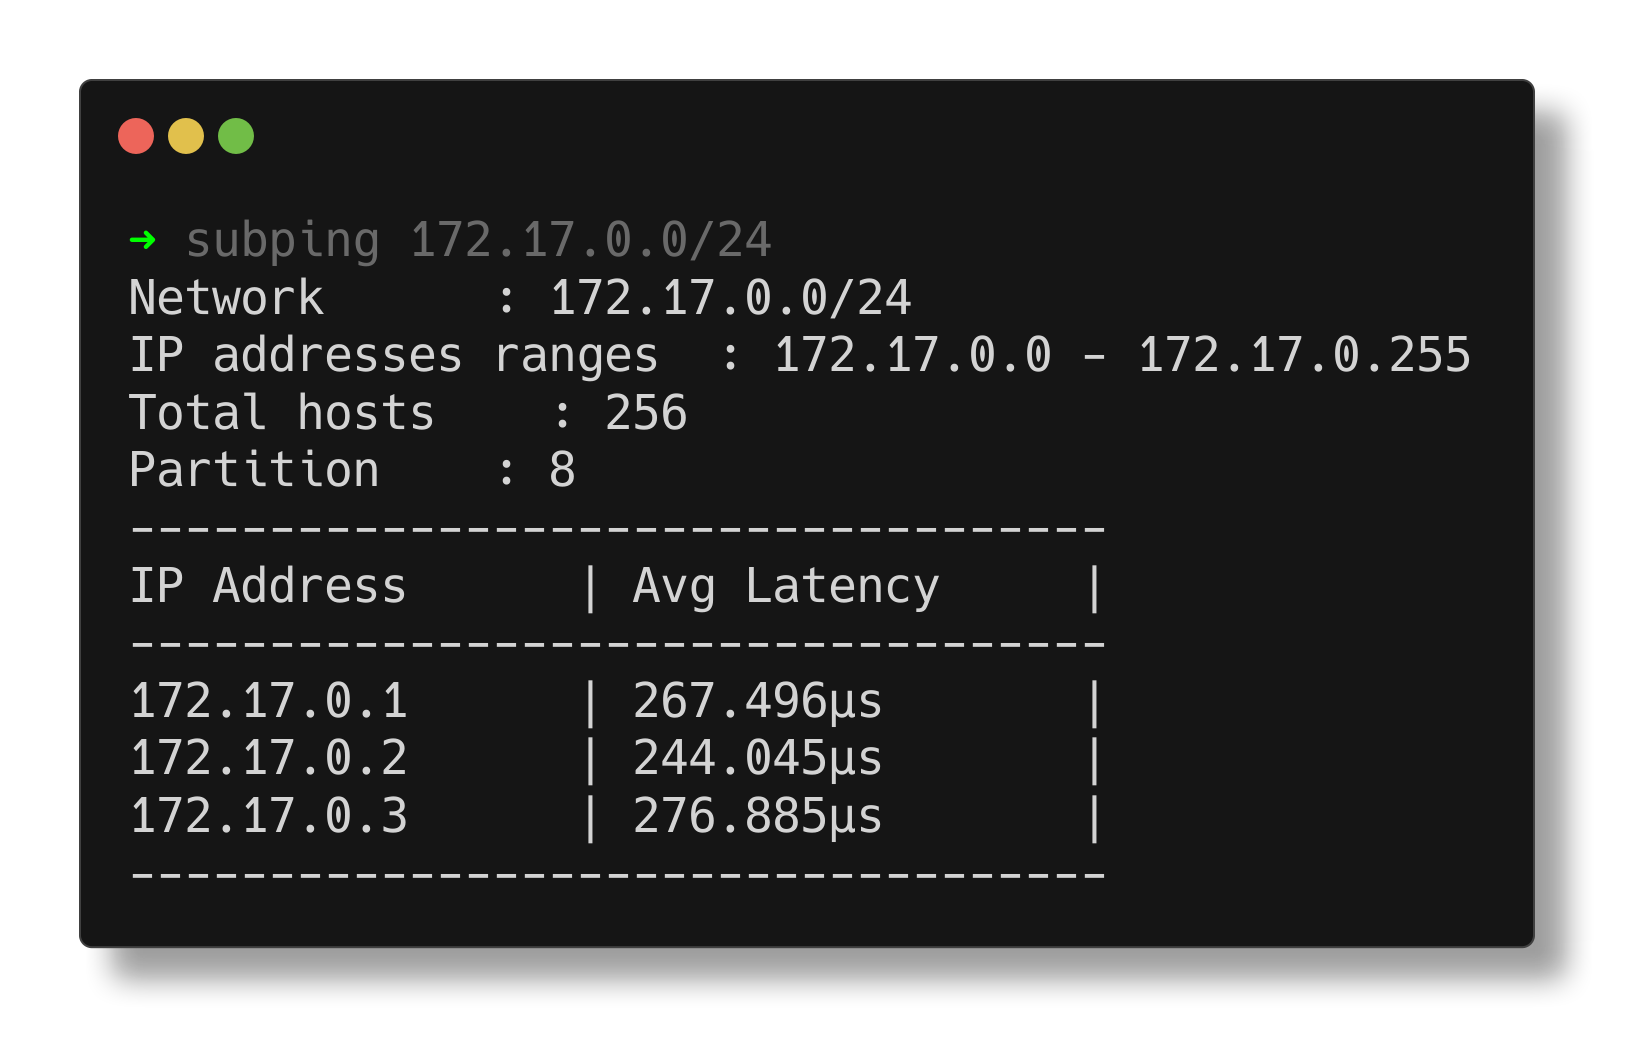 ➜ subping 172.17.0.0/24
Network      : 172.17.0.0/24
IP addresses ranges  : 172.17.0.0 - 172.17.0.255
Total hosts    : 256
Partition    : 8
-----------------------------------
IP Address      | Avg Latency     |
-----------------------------------
172.17.0.1      | 267.496µs       |
172.17.0.2      | 244.045µs       |
172.17.0.3      | 276.885µs       |
-----------------------------------